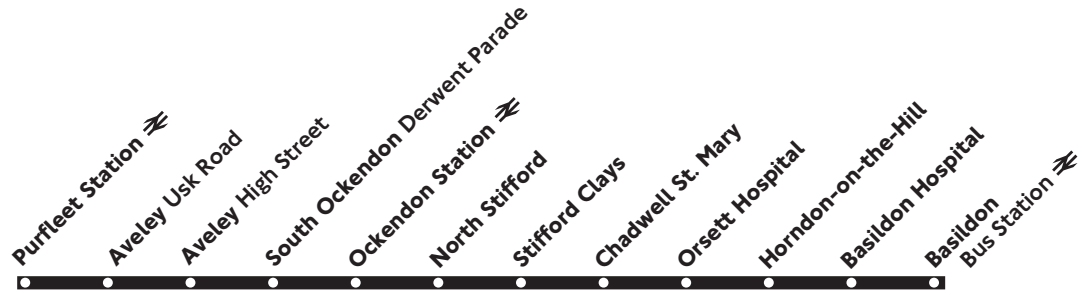 Purfleet Station
Aveley Usk Road
Aveley High Street
South Ockendon Derwent Parade
Ockendon Station
North Stifford
Stifford Clays
Chadwell St. Mary
Orsett Hospital
Horndon-on-the-Hill
Basildon Hospital
Basildon
Bus Station